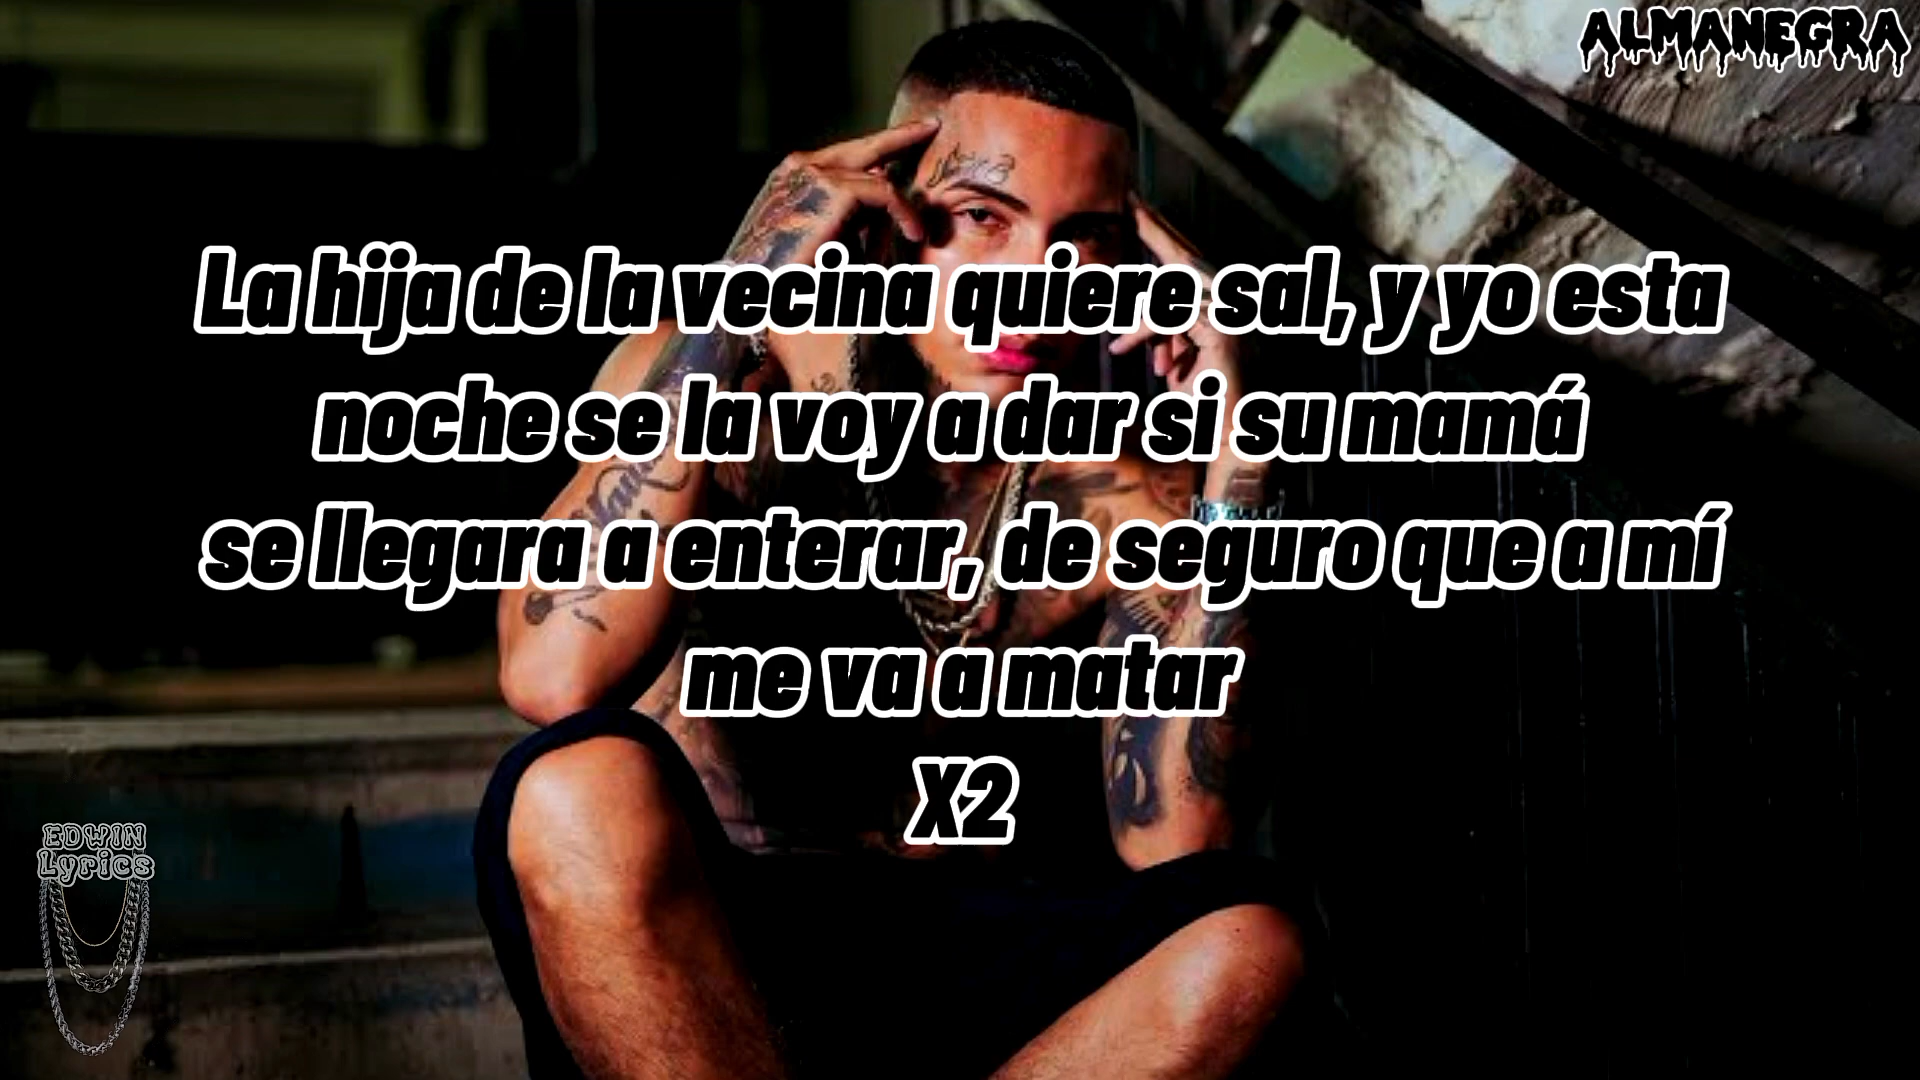 ALMANEGRA
La hija de la vecina quiere sal, y yo esta
noche se la voy a dar si su mamá
se llegara a enterar, de seguro que a mí
me va a matar
X2
EDWIN
Lyrics